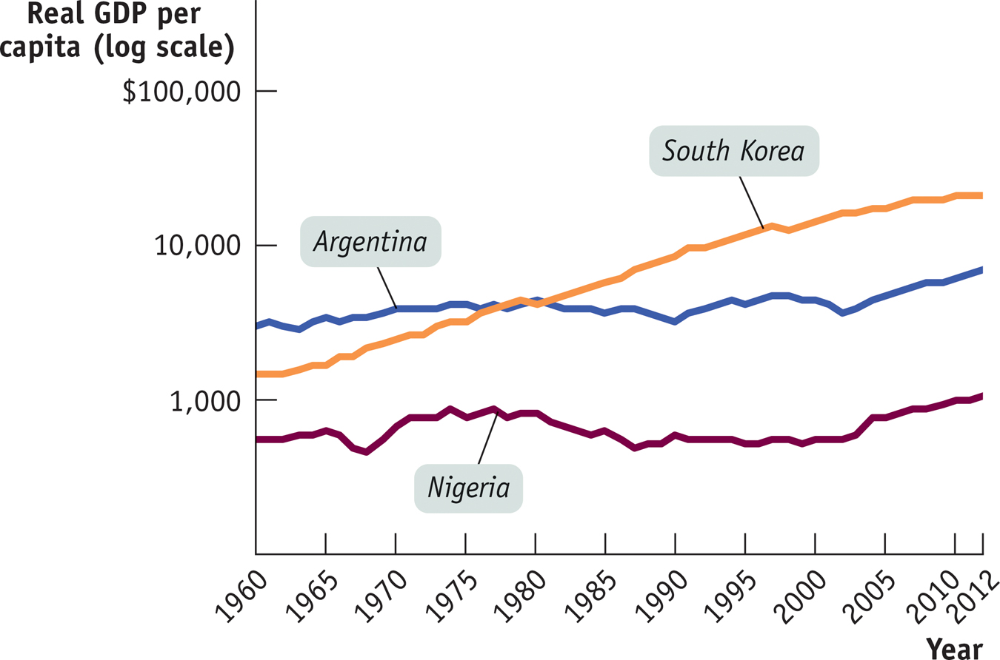 Real GDP per
capita (log scale)
$100,000
South Korea
Argentina
10,000
1,000
Nigeria
1960
1965
1970
1975
1980
1985
1990
1995
2000
2005
2010
2012
Year